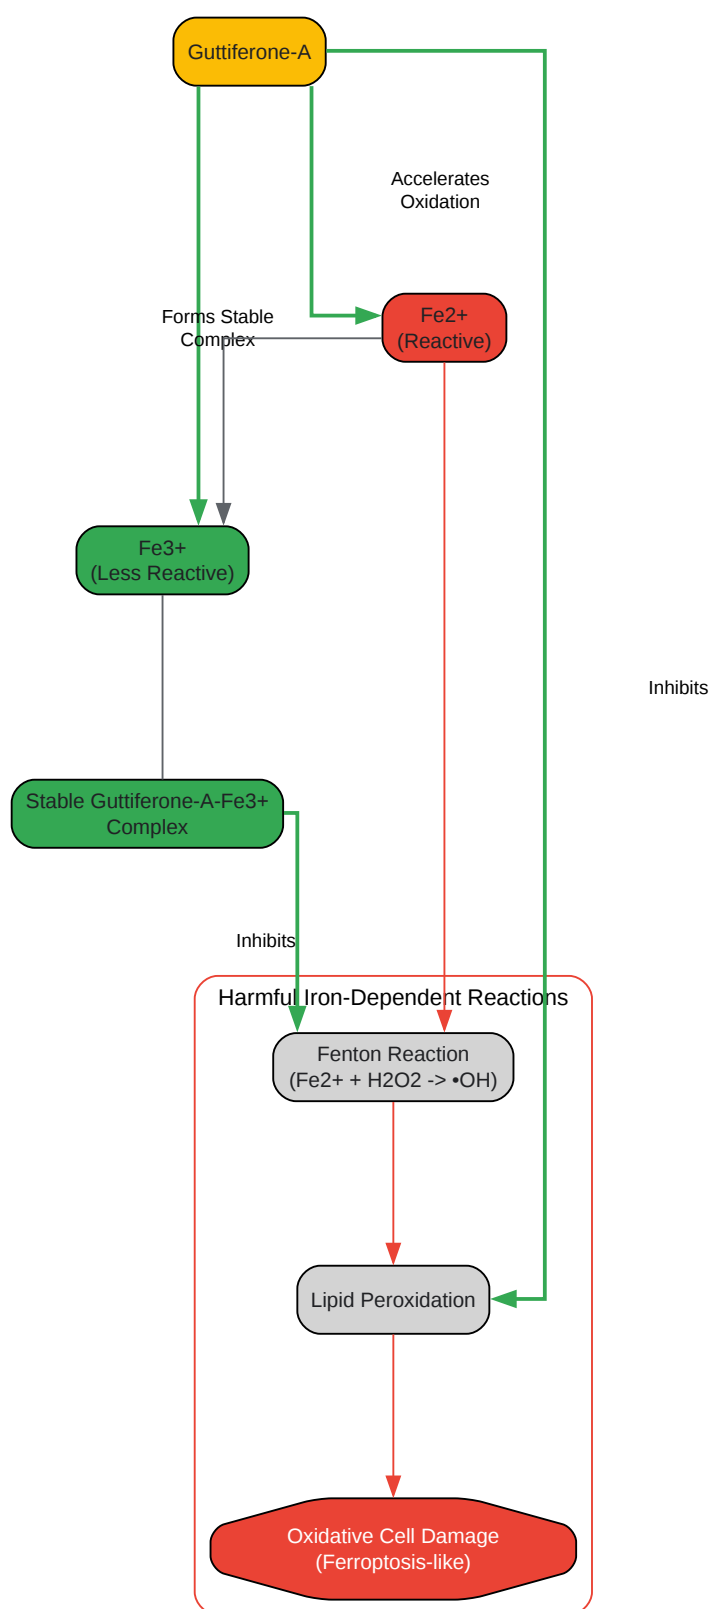 Guttiferone-A
Accelerates
Oxidation
Forms Stable
Complex
Fe2+
(Reactive)
Fe3+
(Less Reactive)
Inhibits
Stable Guttiferone-A-Fe3+
Complex
Inhibits
Harmful Iron-Dependent Reactions
Fenton Reaction
(Fe2+ + H2O2 -> •OH)
Lipid Peroxidation
Oxidative Cell Damage
(Ferroptosis-like)